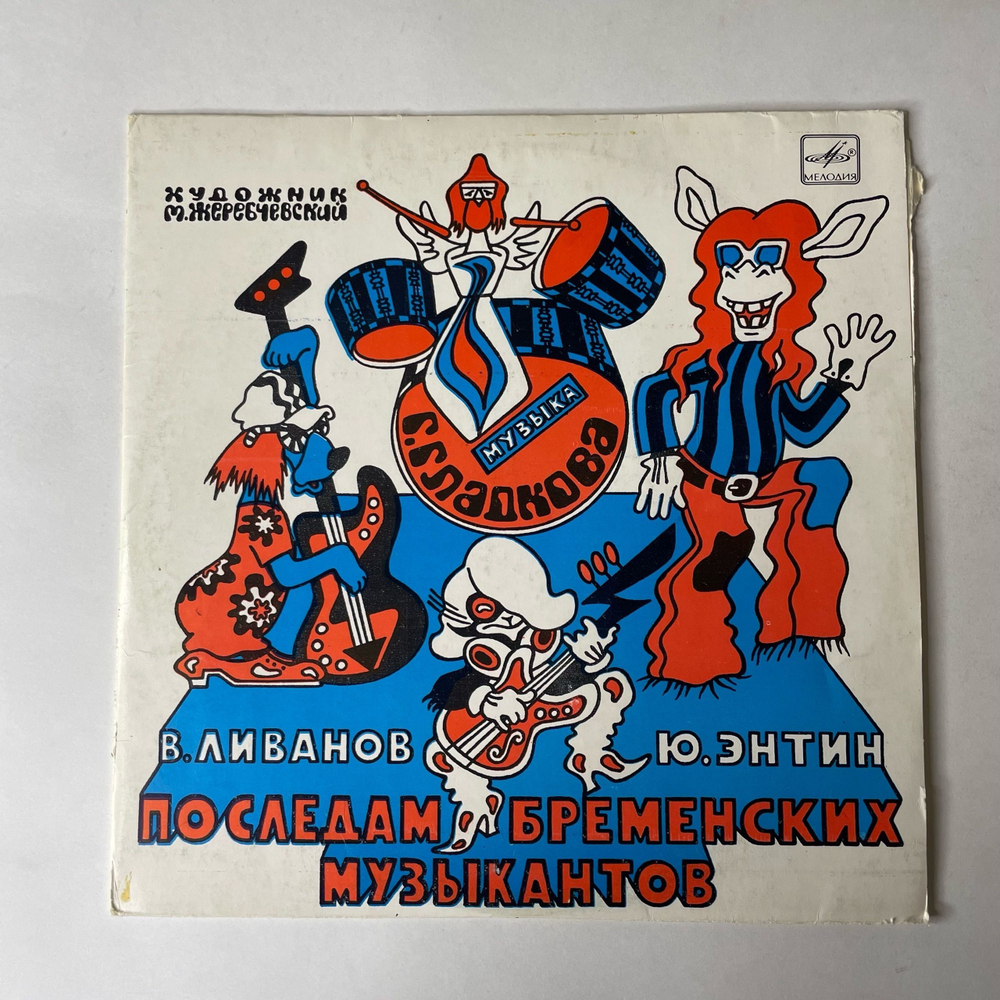 ХУДОЖНИК
М.ЖЕРЕБЧЕВСКИЙ
МЕЛОДИЯ
МУЗЫКА
Г.ГЛАДКОВА
В.ЛИВАНОВ
Ю.ЭНТИН
ПО СЛЕДАМ БРЕМЕНСКИХ
МУЗЫКАНТОВ